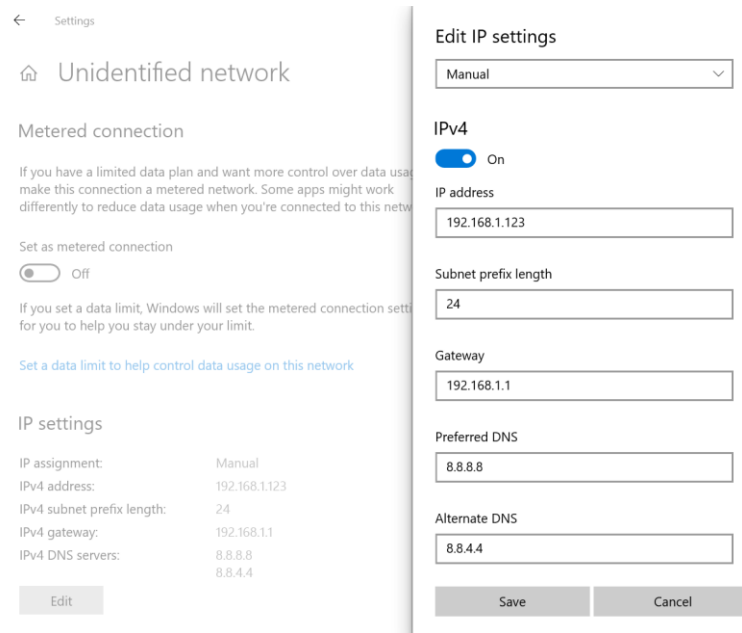 Settings
Unidentified network
Metered connection
If you have a limited data plan and want more control over data usag
make this connection a metered network. Some apps might work
differently to reduce data usage when you're connected to this netw
Set as metered connection
Off
If you set a data limit, Windows will set the metered connection setti
for you to help you stay under your limit.
Set a data limit to help control data usage on this network
IP settings
IP assignment: Manual
IPv4 address: 192.168.1.123
IPv4 subnet prefix length: 24
IPv4 gateway: 192.168.1.1
IPv4 DNS servers: 8.8.8.8
8.8.4.4
Edit
Edit IP settings
Manual
IPv4
On
IP address
192.168.1.123
Subnet prefix length
24
Gateway
192.168.1.1
Preferred DNS
8.8.8.8
Alternate DNS
8.8.4.4
Save Cancel